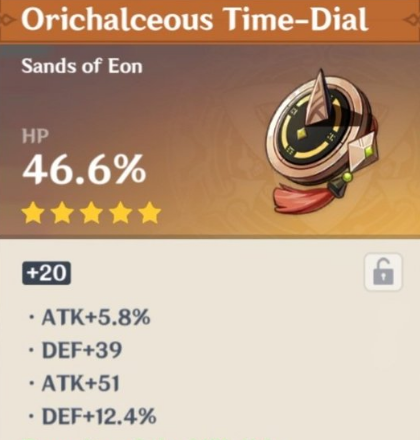 Orichalceous Time-Dial
Sands of Eon
HP
46.6%
+20
· ATK+5.8%
· DEF+39
· ATK+51
· DEF+12.4%